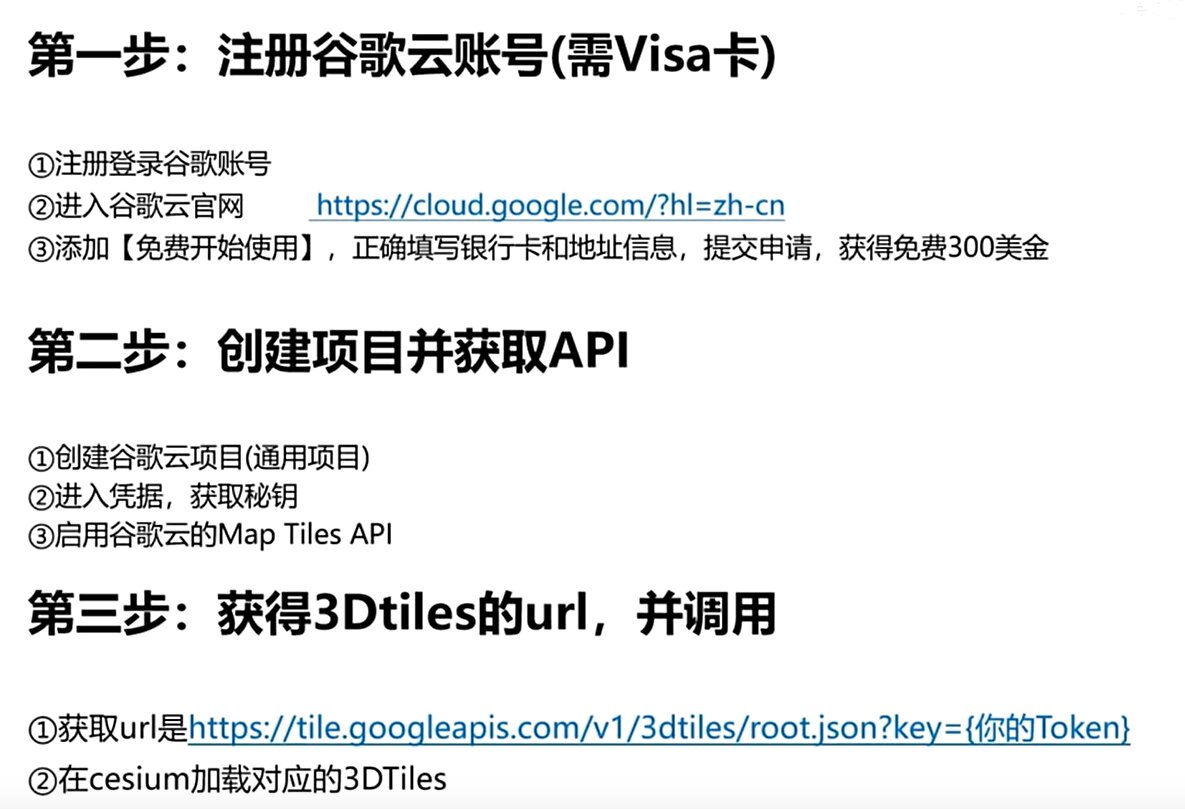 第一步：注册谷歌云账号(需Visa卡)
①注册登录谷歌账号
②进入谷歌云官网 https://cloud.google.com/?hl=zh-cn
③添加【免费开始使用】，正确填写银行卡和地址信息，提交申请，获得免费300美金
第二步：创建项目并获取API
①创建谷歌云项目(通用项目)
②进入凭据，获取秘钥
③启用谷歌云的Map Tiles API
第三步：获得3Dtiles的url，并调用
①获取url是https://tile.googleapis.com/v1/3dtiles/root.json?key={你的Token}
②在cesium加载对应的3DTiles